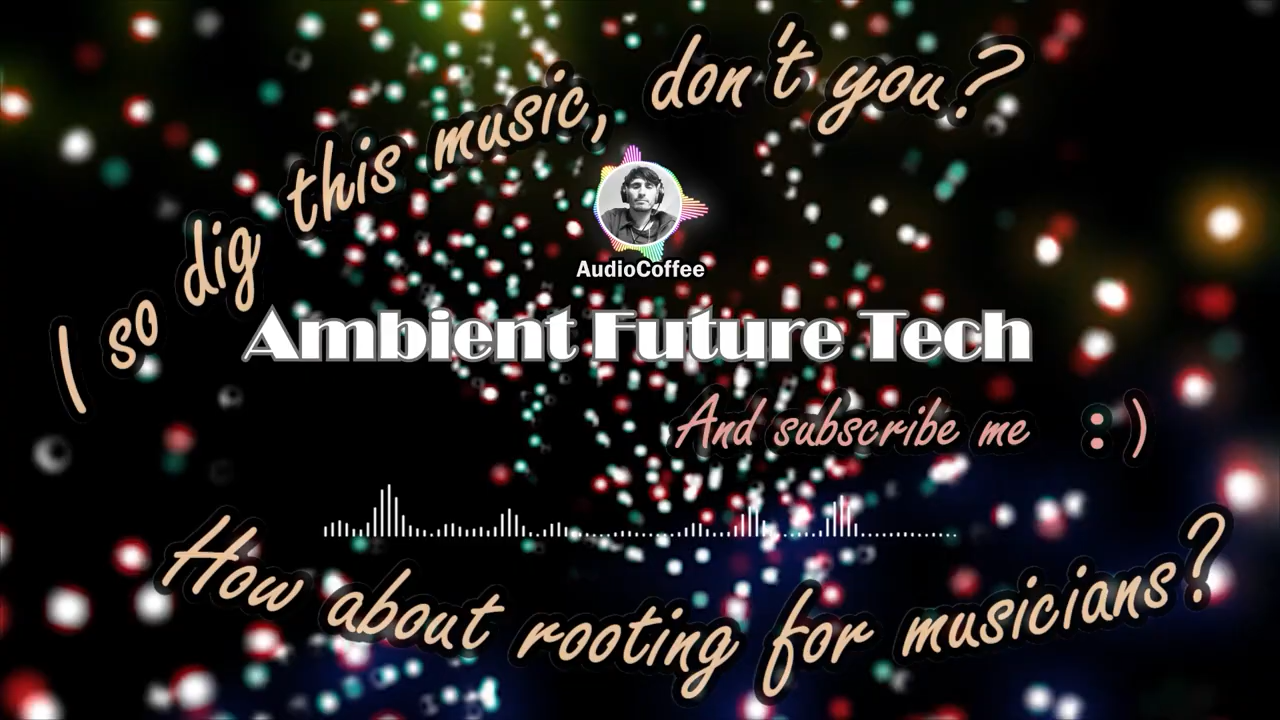 I so dig this music, don't you?
AudioCoffee
Ambient Future Tech
And subscribe me :)
How about rooting for musicians?